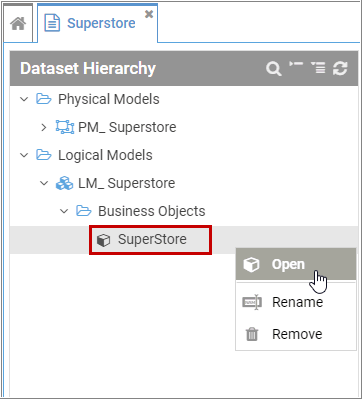 Superstore
Dataset Hierarchy
Physical Models
PM_ Superstore
Logical Models
LM_ Superstore
Business Objects
SuperStore
Open
Rename
Remove